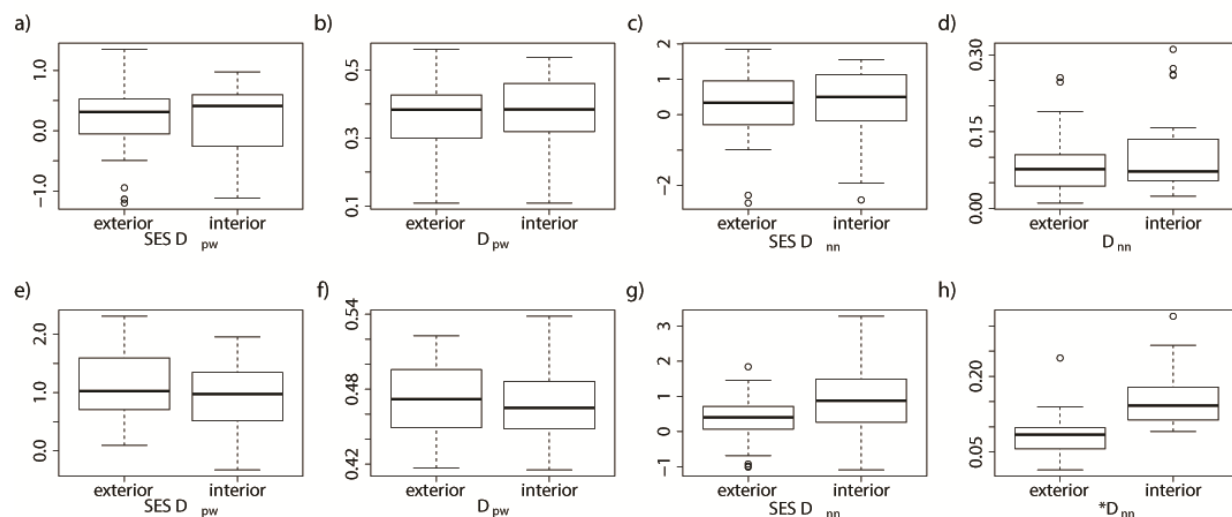 a) b) c) d)
1.0 0.0 −1.0
exterior interior
SES D pw
0.5 0.3 0.1
exterior interior
D pw
2 1 0 −2
exterior interior
SES D nn
0.30 0.15 0.00
exterior interior
D nn
e) f) g) h)
2.0 1.0 0.0
exterior interior
SES D pw
0.54 0.48 0.42
exterior interior
D pw
3 2 1 0 −1
exterior interior
SES D nn
0.20 0.05
exterior interior
*D nn